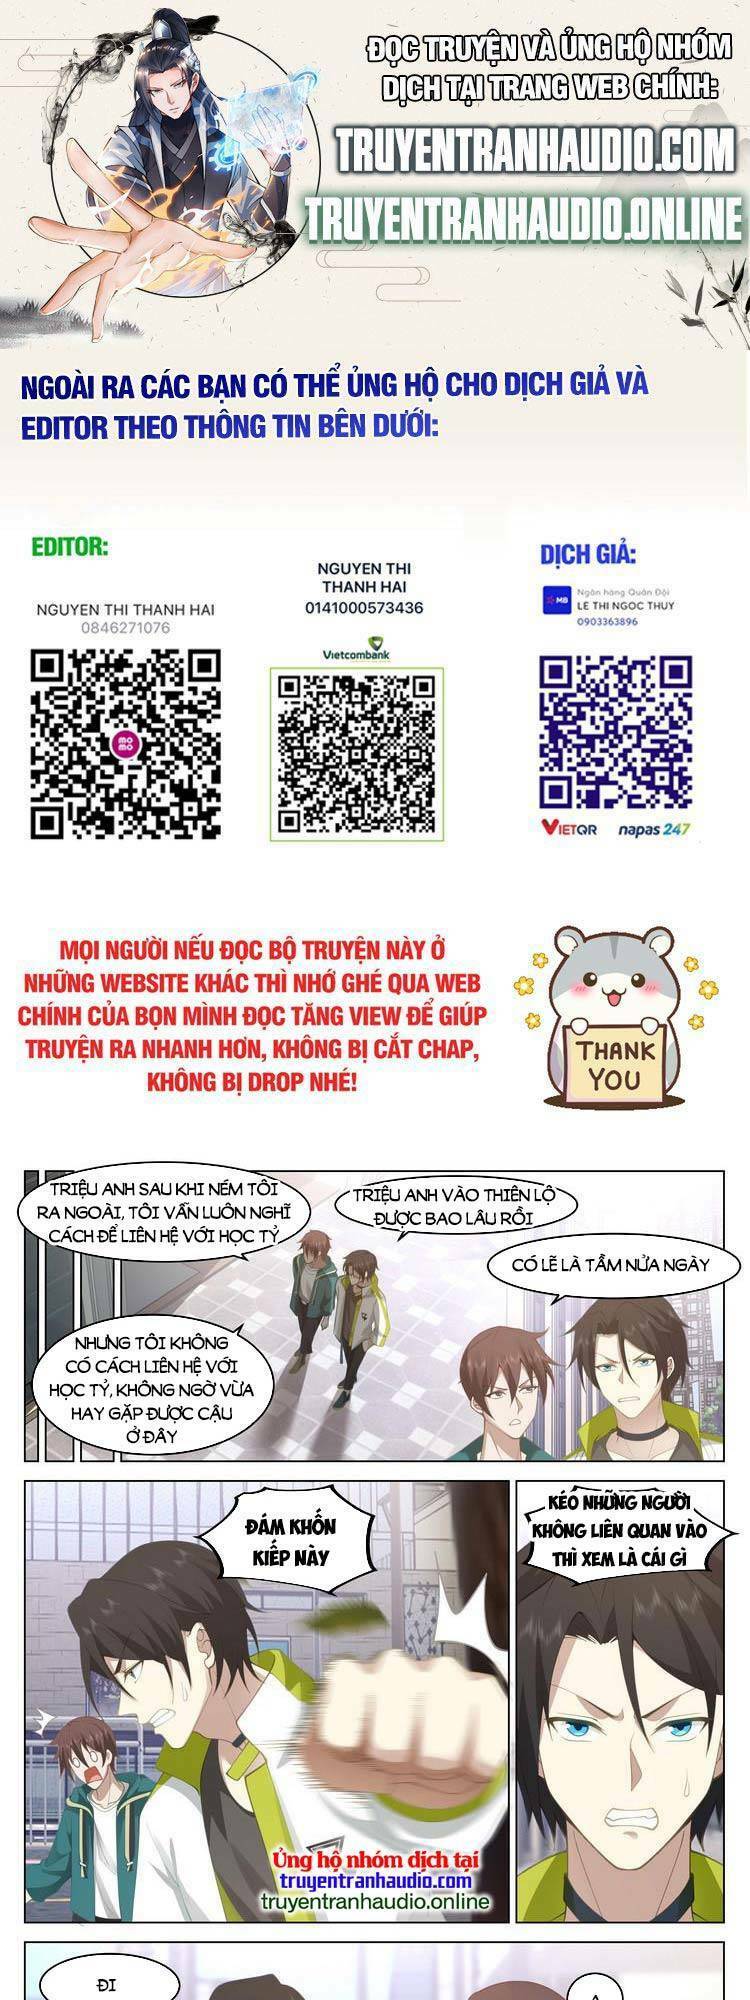 ĐỌC TRUYỆN VÀ ỦNG HỘ NHÓM
DỊCH TẠI TRANG WEB CHÍNH:
TRUYENTRANHAUDIO.COM
TRUYENTRANHAUDIO.ONLINE
NGOÀI RA CÁC BẠN CÓ THỂ ỦNG HỘ CHO DỊCH GIẢ VÀ
EDITOR THEO THÔNG TIN BÊN DƯỚI:
EDITOR:
NGUYEN THI THANH HAI
0846271076
mo
mo
NGUYEN THI
THANH HAI
0141000573436
Vietcombank
DỊCH GIẢ:
MB
Ngân hàng Quân Đội
LE THI NGOC THUY
0903363896
VIETQR
napas 247
MỌI NGƯỜI NẾU ĐỌC BỘ TRUYỆN NÀY Ở
NHỮNG WEBSITE KHÁC THÌ NHỚ GHÉ QUA WEB
CHÍNH CỦA BỌN MÌNH ĐỌC TĂNG VIEW ĐỂ GIÚP
TRUYỆN RA NHANH HƠN, KHÔNG BỊ CẮT CHAP,
KHÔNG BỊ DROP NHÉ!
THANK
YOU
TRIỆU ANH SAU KHI NÉM TÔI
RA NGOÀI, TÔI VẪN LUÔN NGHĨ
CÁCH ĐỂ LIÊN HỆ VỚI HỌC TỶ
TRIỆU ANH VÀO THIÊN LỘ
ĐƯỢC BAO LÂU RỒI
CÓ LẼ LÀ TẦM NỬA NGÀY
NHƯNG TÔI KHÔNG
CÓ CÁCH LIÊN HỆ VỚI
HỌC TỶ, KHÔNG NGỜ VỪA
HAY GẶP ĐƯỢC CẬU
Ở ĐÂY
ĐÁM KHỐN
KIẾP NÀY
KÉO NHỮNG NGƯỜI
KHÔNG LIÊN QUAN VÀO
THÌ XEM LÀ CÁI GÌ
Ủng hộ nhóm dịch tại
truyentranhaudio.com
truyentranhaudio.online
ĐI